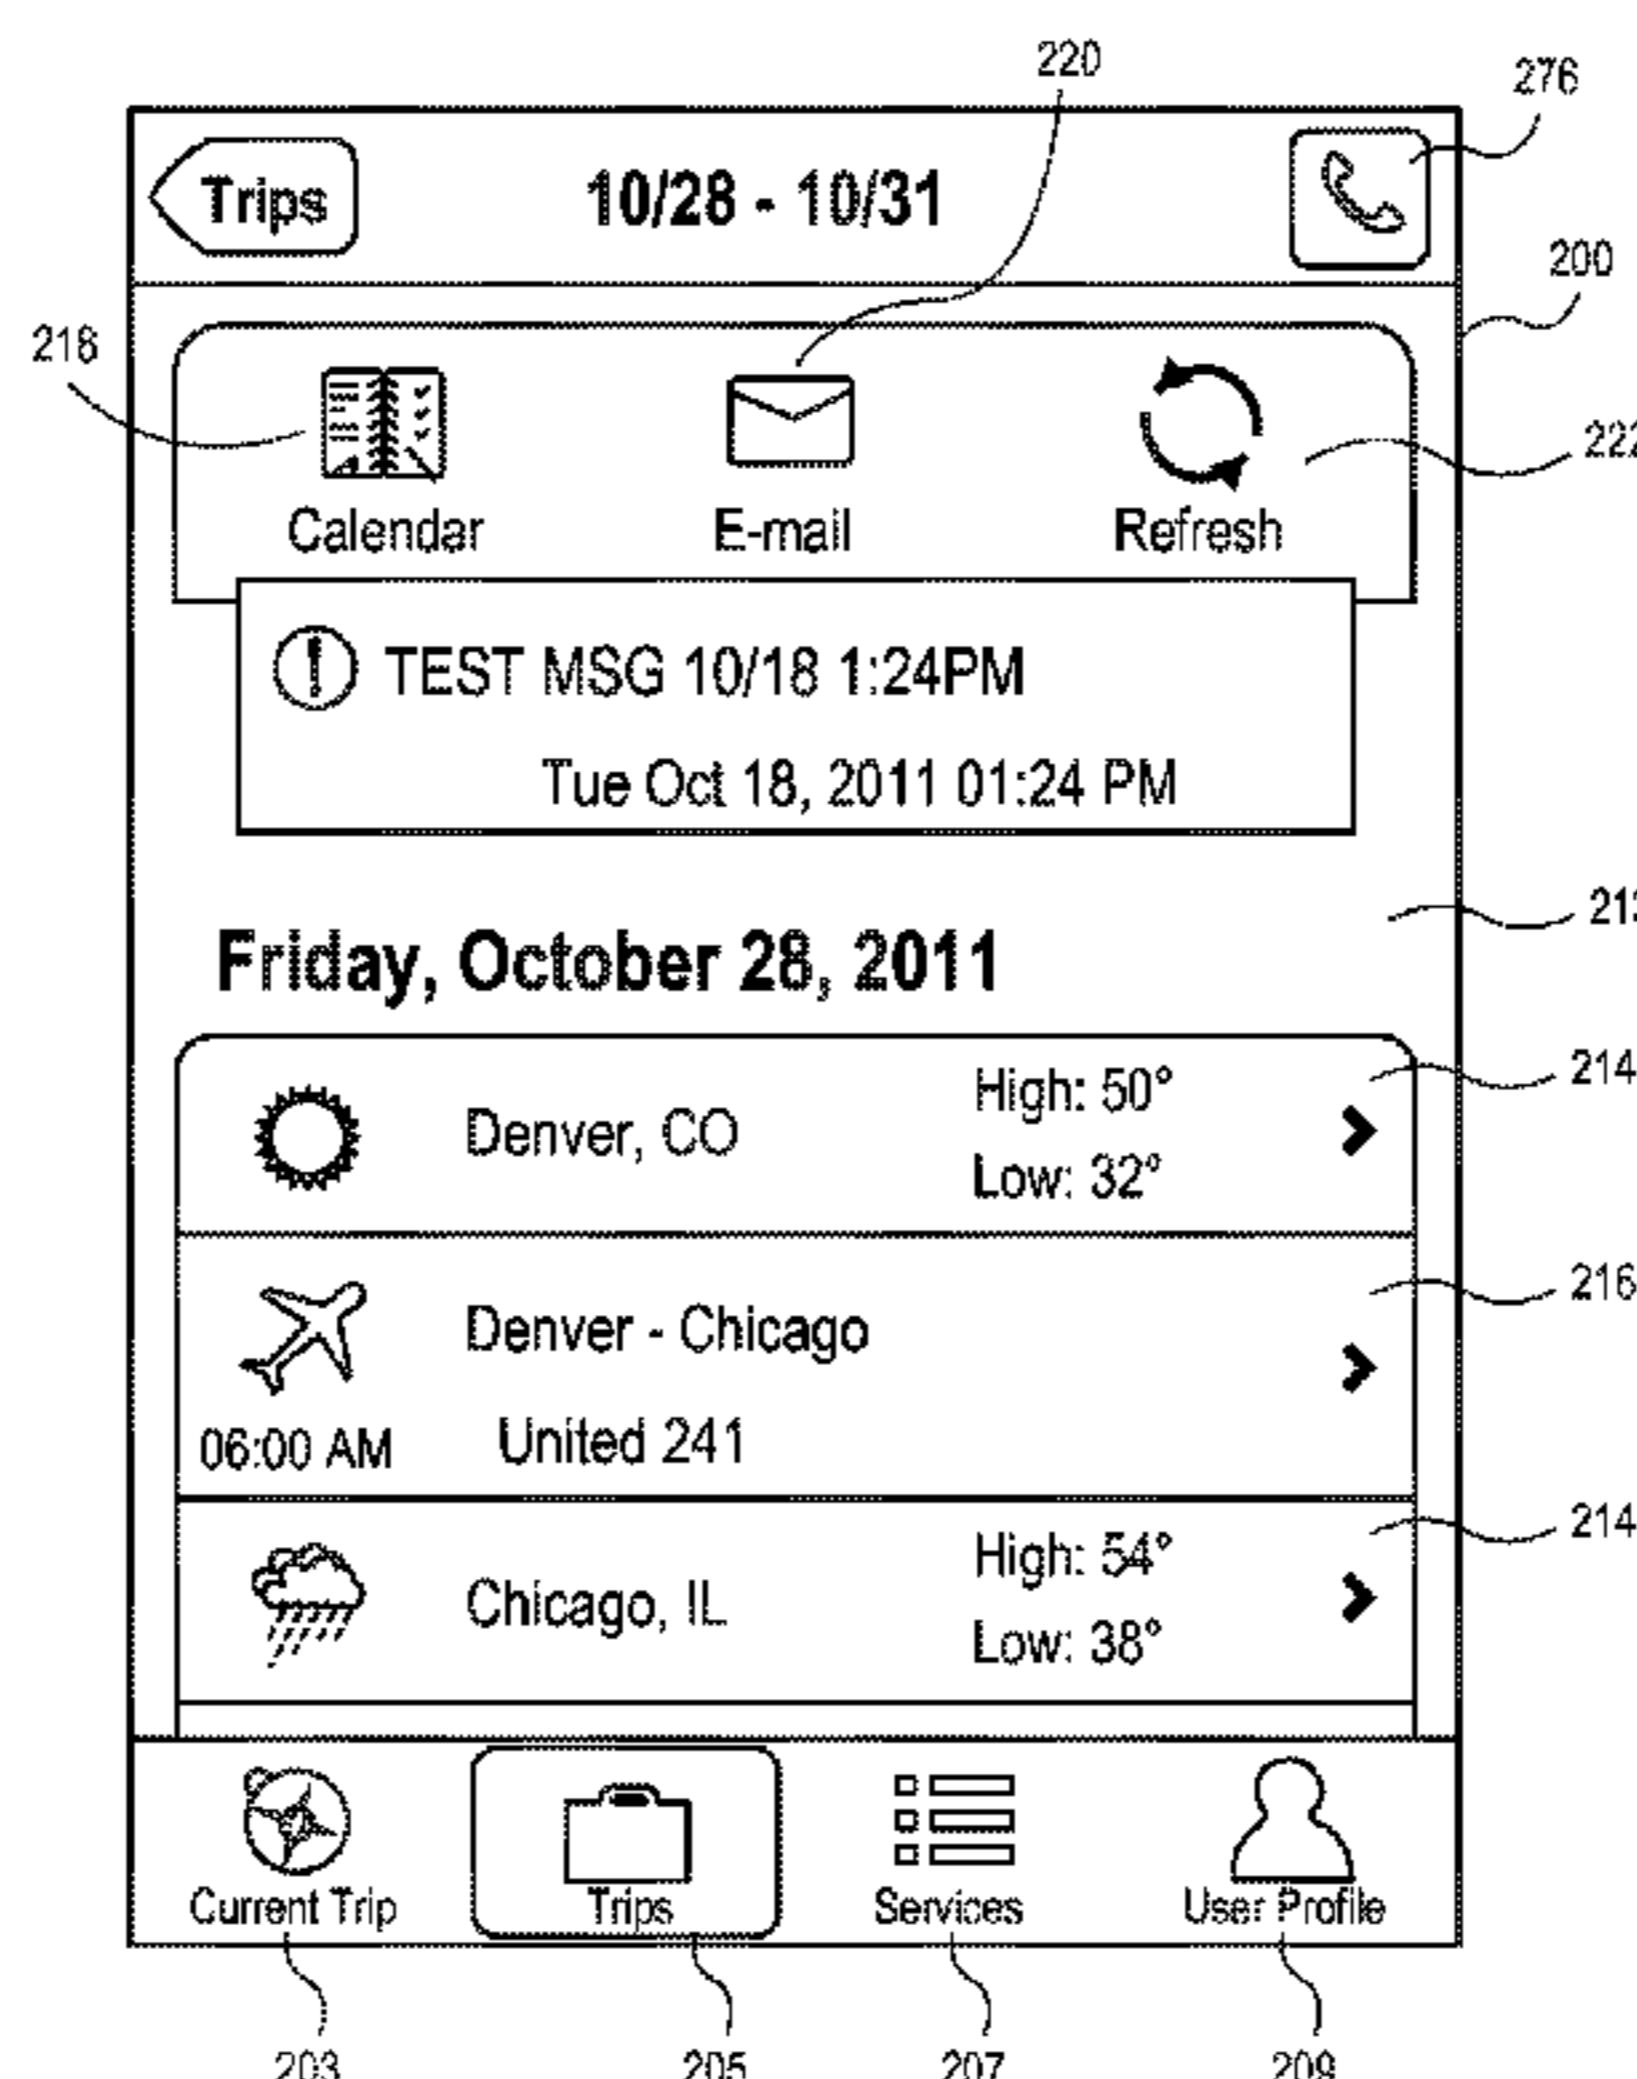 220
276
Trips
10/28 - 10/31
200
218
222
Calendar
E-mail
Refresh
TEST MSG 10/18 1:24PM
Tue Oct 18, 2011 01:24 PM
Friday, October 28, 2011
High: 50°
214
Denver, CO
Low: 32°
216
Denver - Chicago
06:00 AM
United 241
High: 54°
214
Chicago, IL
Low: 38°
Current Trip
Trips
Services
User Profile
203
205
207
209